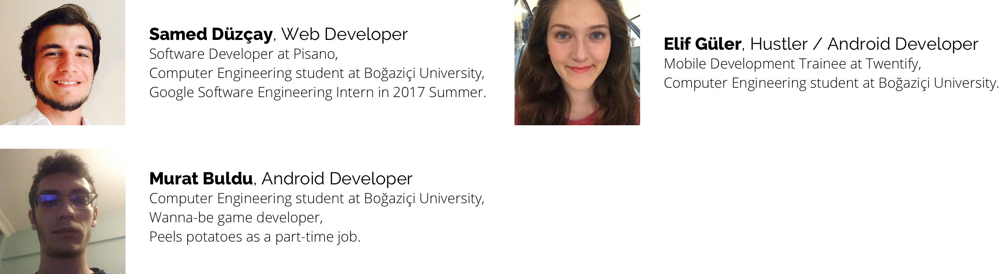 Samed Düzçay, Web Developer
Software Developer at Pisano,
Computer Engineering student at Boğaziçi University,
Google Software Engineering Intern in 2017 Summer.
Elif Güler, Hustler / Android Developer
Mobile Development Trainee at Twentify,
Computer Engineering student at Boğaziçi University.
Murat Buldu, Android Developer
Computer Engineering student at Boğaziçi University,
Wanna-be game developer,
Peels potatoes as a part-time job.